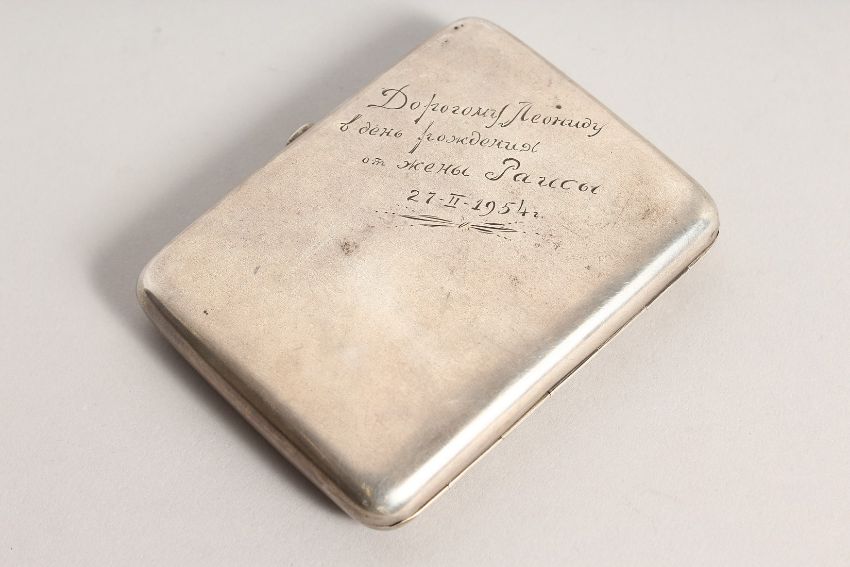 Дорогому Леониду
в день рождения
от жены Раисы
27-II-1954г.